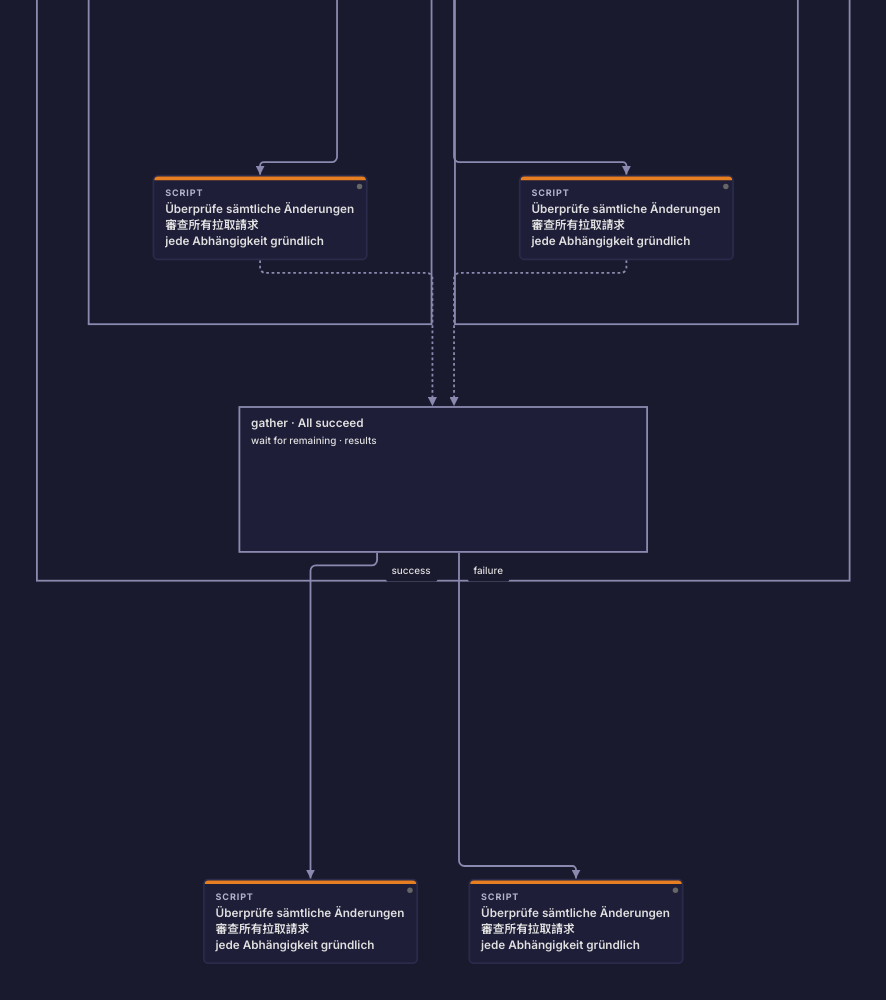 SCRIPT
Überprüfe sämtliche Änderungen
審查所有拉取請求
jede Abhängigkeit gründlich
SCRIPT
Überprüfe sämtliche Änderungen
審查所有拉取請求
jede Abhängigkeit gründlich
gather · All succeed
wait for remaining · results
success
failure
SCRIPT
Überprüfe sämtliche Änderungen
審查所有拉取請求
jede Abhängigkeit gründlich
SCRIPT
Überprüfe sämtliche Änderungen
審查所有拉取請求
jede Abhängigkeit gründlich